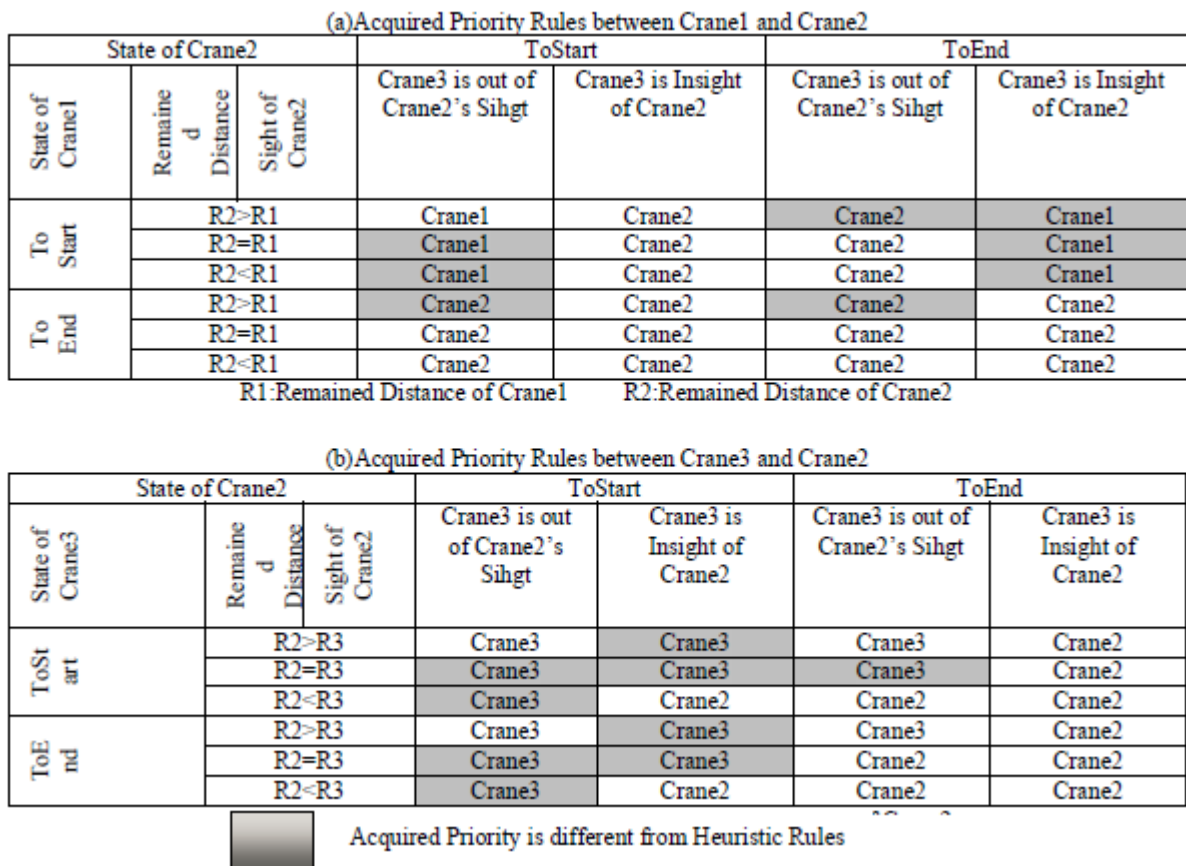 (a)Acquired Priority Rules between Crane1 and Crane2
State of Crane2 ToStart ToEnd
State of Crane1 Remained Distance Sight of Crane2 Crane3 is out of Crane2's Sihgt Crane3 is Insight of Crane2 Crane3 is out of Crane2's Sihgt Crane3 is Insight of Crane2
To Start R2>R1 Crane1 Crane2 Crane2 Crane1
R2=R1 Crane1 Crane2 Crane2 Crane1
R2<R1 Crane1 Crane2 Crane2 Crane1
To End R2>R1 Crane2 Crane2 Crane2 Crane2
R2=R1 Crane2 Crane2 Crane2 Crane2
R2<R1 Crane2 Crane2 Crane2 Crane2
R1:Remained Distance of Crane1 R2:Remained Distance of Crane2
(b)Acquired Priority Rules between Crane3 and Crane2
State of Crane2 ToStart ToEnd
State of Crane3 Remained Distance Sight of Crane2 Crane3 is out of Crane2's Sihgt Crane3 is Insight of Crane2 Crane3 is out of Crane2's Sihgt Crane3 is Insight of Crane2
ToStart R2>R3 Crane3 Crane3 Crane3 Crane2
R2=R3 Crane3 Crane3 Crane3 Crane2
R2<R3 Crane3 Crane2 Crane2 Crane2
ToEnd R2>R3 Crane3 Crane3 Crane3 Crane2
R2=R3 Crane3 Crane3 Crane2 Crane2
R2<R3 Crane3 Crane2 Crane2 Crane2
Acquired Priority is different from Heuristic Rules